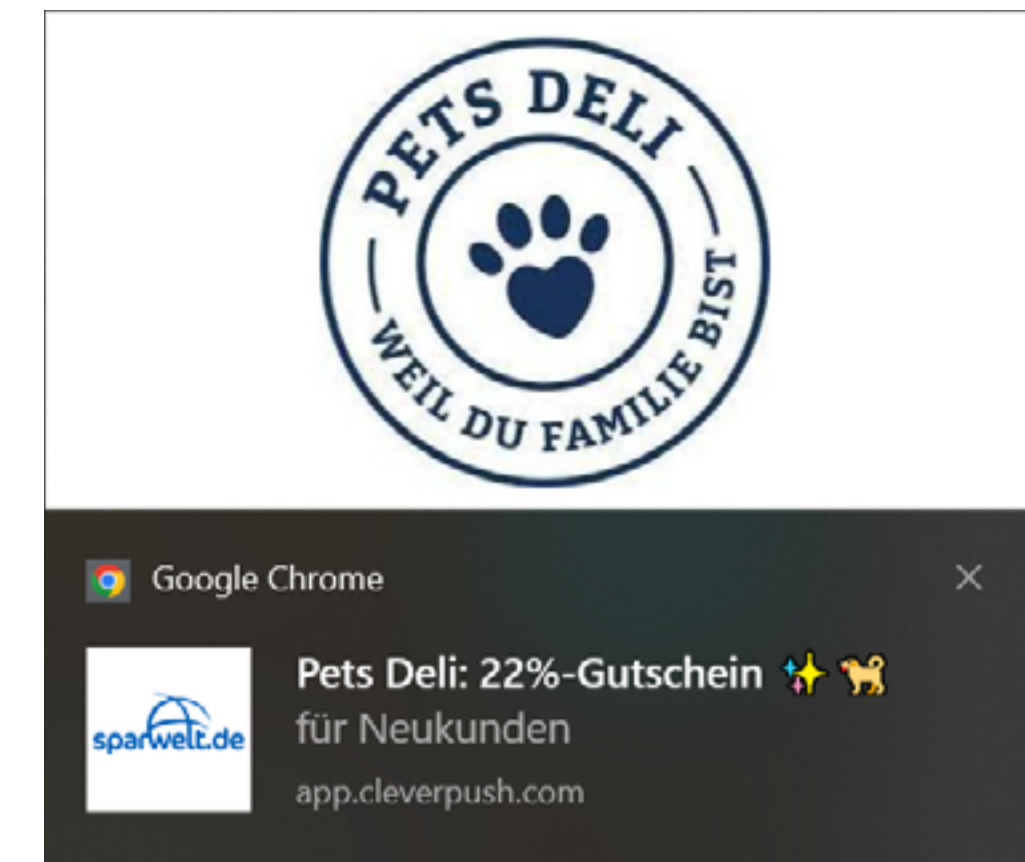 PETS DELI
WEIL DU FAMILIE BIST
Google Chrome
sparwelt.de
Pets Deli: 22%-Gutschein ✨ 🐕
für Neukunden
app.cleverpush.com